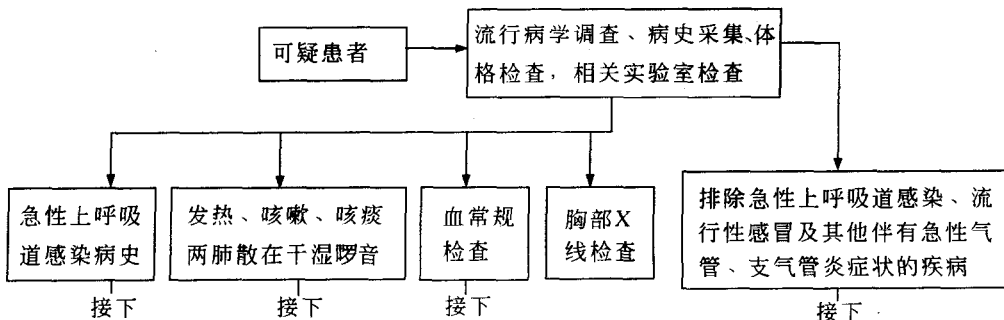 可疑患者
流行病学调查、病史采集、体
格检查，相关实验室检查
急性上呼吸
道感染病史
发热、咳嗽、咳痰
两肺散在干湿啰音
血常规
检查
胸部X
线检查
排除急性上呼吸道感染、流
行性感冒及其他伴有急性气
管、支气管炎症状的疾病
接下
接下
接下
接下